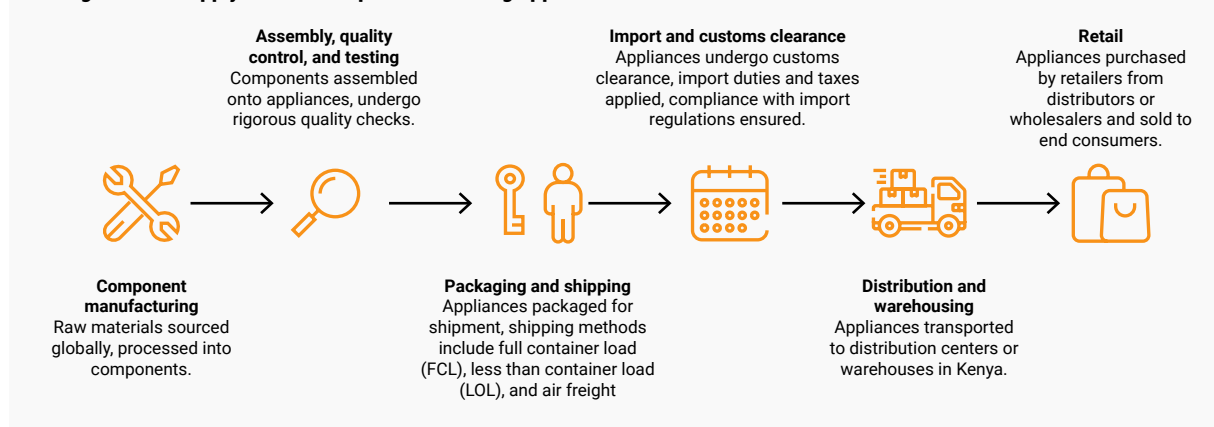 Assembly, quality
control, and testing
Components assembled
onto appliances, undergo
rigorous quality checks.
Import and customs clearance
Appliances undergo customs
clearance, import duties and taxes
applied, compliance with import
regulations ensured.
Retail
Appliances purchased
by retailers from
distributors or
wholesalers and sold to
end consumers.
Component
manufacturing
Raw materials sourced
globally, processed into
components.
Packaging and shipping
Appliances packaged for
shipment, shipping methods
include full container load
(FCL), less than container load
(LOL), and air freight
Distribution and
warehousing
Appliances transported
to distribution centers or
warehouses in Kenya.